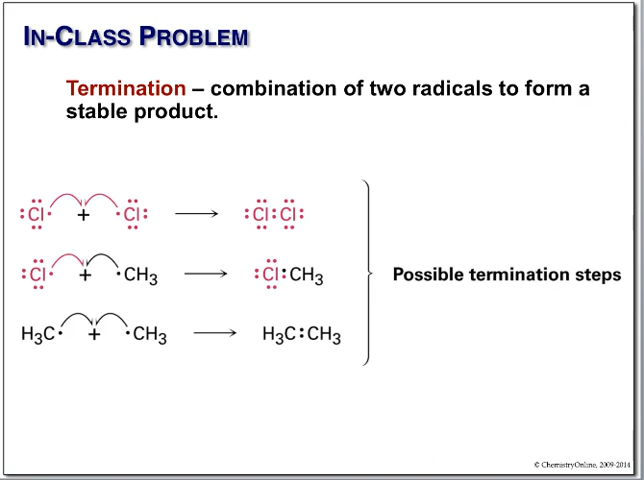 IN-CLASS PROBLEM
Termination – combination of two radicals to form a
stable product.
:Cl· + ·Cl: → :Cl:Cl:
:Cl· + ·CH3 → :Cl:CH3
H3C· + ·CH3 → H3C:CH3
Possible termination steps
© ChemistryOnline, 2009-2014